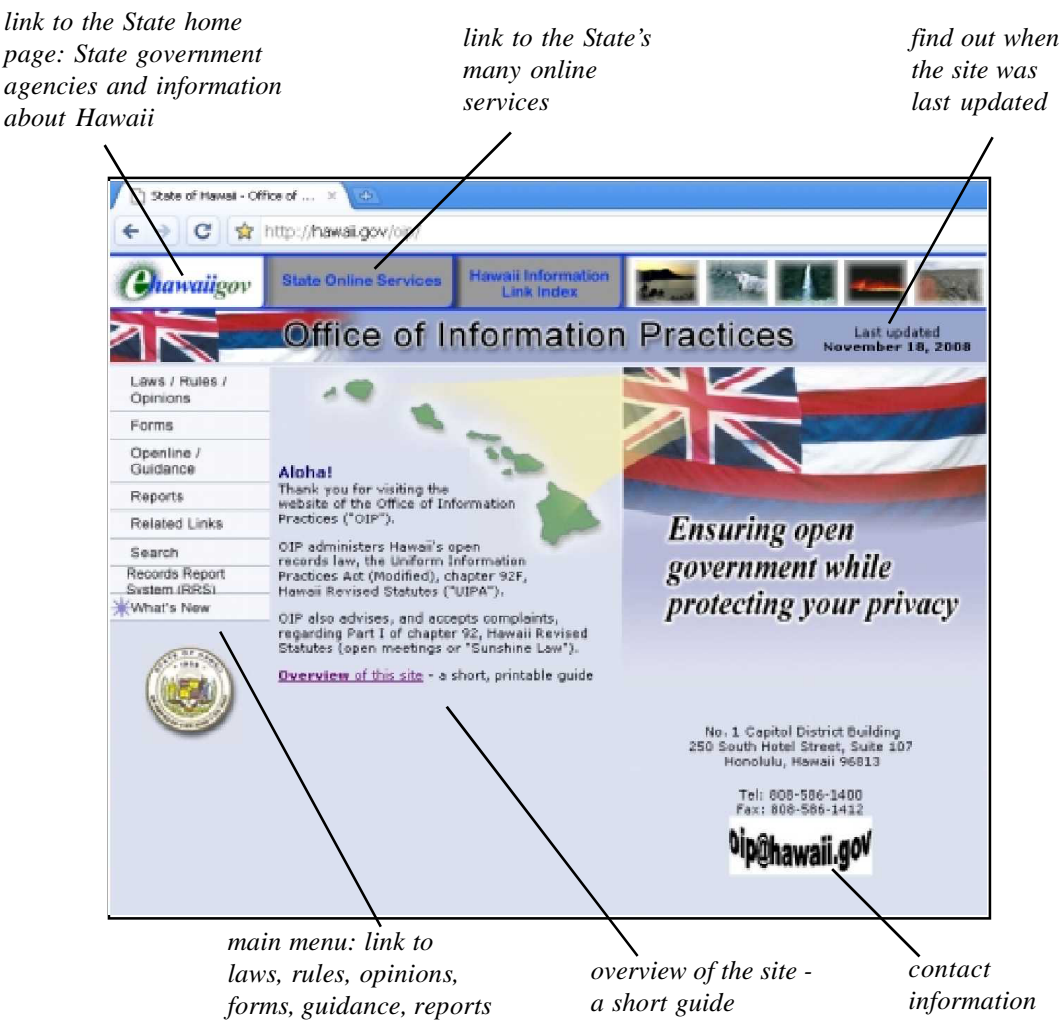 link to the State home
page: State government
agencies and information
about Hawaii
link to the State's
many online
services
find out when
the site was
last updated
State of Hawaii - Office of ...
http://hawaii.gov/oip/
ehawaiigov
State Online Services
Hawaii Information
Link Index
Office of Information Practices
Last updated
November 18, 2008
Laws / Rules /
Opinions
Forms
Openline /
Guidance
Reports
Related Links
Search
Records Report
System (RRS)
What's New
Aloha!
Thank you for visiting the
website of the Office of Information
Practices ("OIP").
OIP administers Hawaii's open
records law, the Uniform Information
Practices Act (Modified), chapter 92F,
Hawaii Revised Statutes ("UIPA").
OIP also advises, and accepts complaints,
regarding Part I of chapter 92, Hawaii Revised
Statutes (open meetings or "Sunshine Law").
Overview of this site - a short, printable guide
Ensuring open
government while
protecting your privacy
No. 1 Capitol District Building
250 South Hotel Street, Suite 107
Honolulu, Hawaii 96813
Tel: 808-586-1400
Fax: 808-586-1412
oip@hawaii.gov
main menu: link to
laws, rules, opinions,
forms, guidance, reports
overview of the site -
a short guide
contact
information